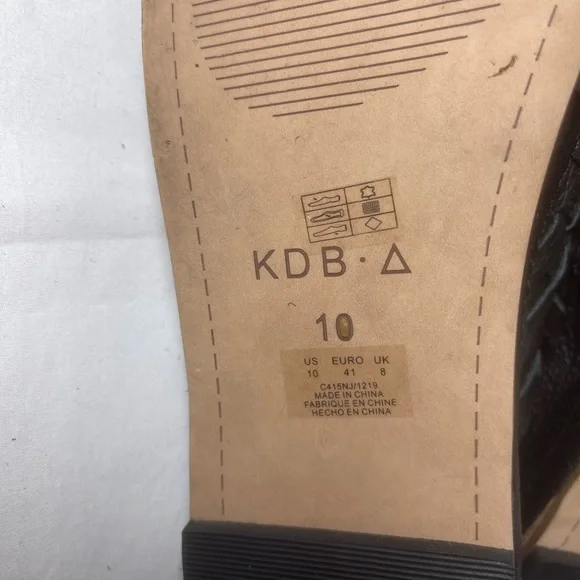 KDB·Δ
10
US EURO UK
10 41 8
C415NJ/1219
MADE IN CHINA
FABRIQUE EN CHINE
HECHO EN CHINA